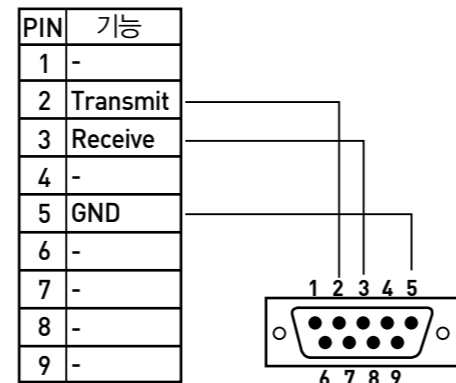 PIN 기능
1 -
2 Transmit
3 Receive
4 -
5 GND
6 -
7 -
8 -
9 -
1 2 3 4 5
6 7 8 9